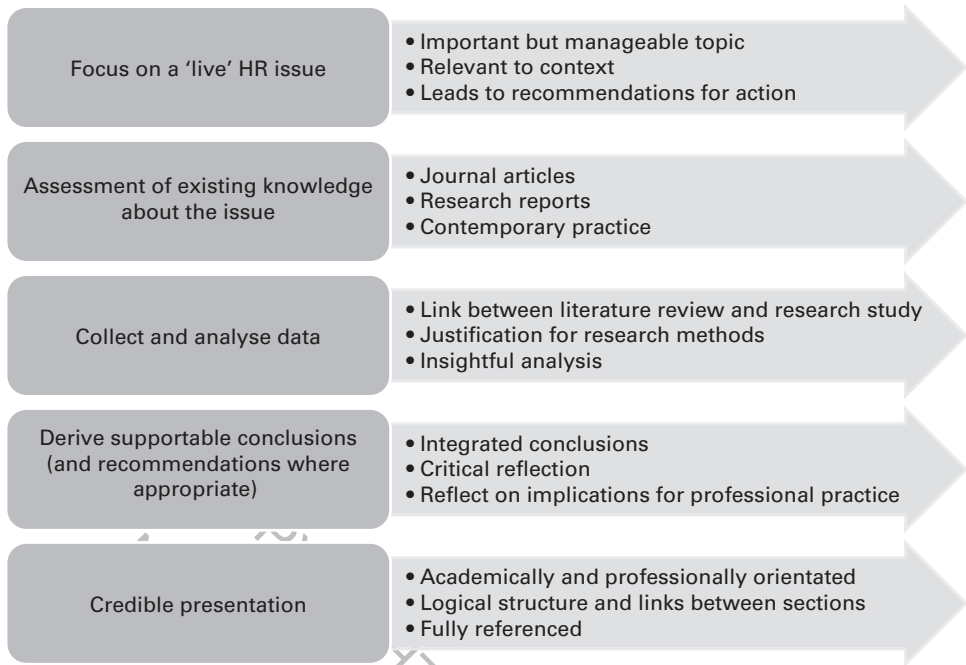 Focus on a ‘live’ HR issue
• Important but manageable topic
• Relevant to context
• Leads to recommendations for action
Assessment of existing knowledge
about the issue
• Journal articles
• Research reports
• Contemporary practice
Collect and analyse data
• Link between literature review and research study
• Justification for research methods
• Insightful analysis
Derive supportable conclusions
(and recommendations where
appropriate)
• Integrated conclusions
• Critical reflection
• Reflect on implications for professional practice
Credible presentation
• Academically and professionally orientated
• Logical structure and links between sections
• Fully referenced